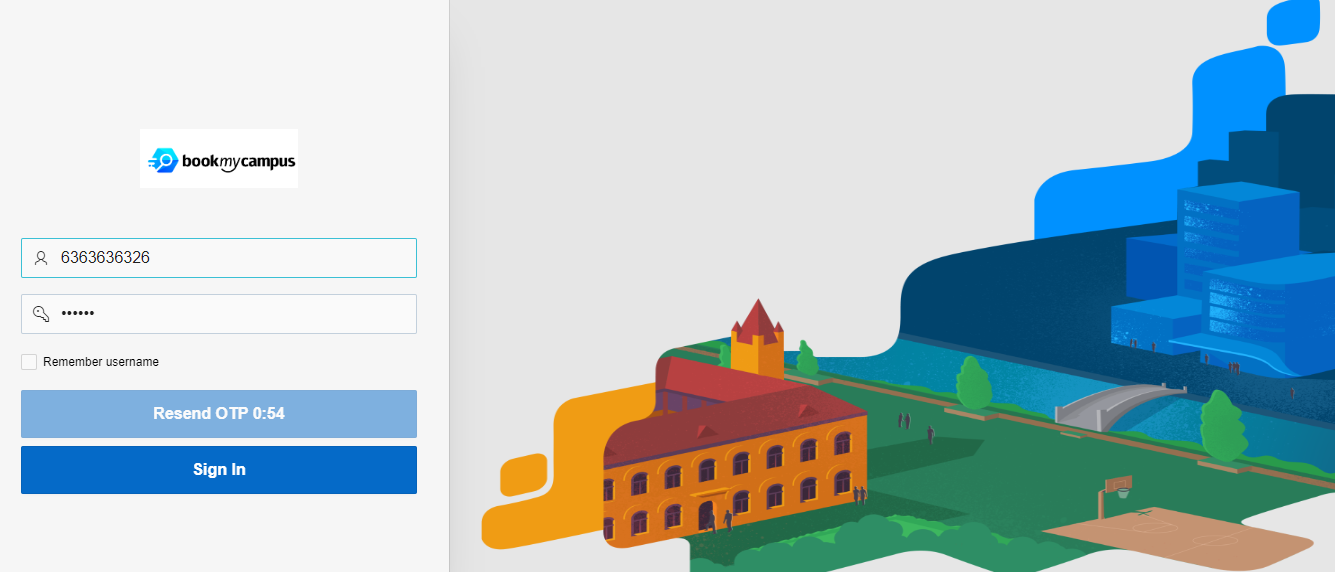 bookmycampus
6363636326
••••••
Remember username
Resend OTP 0:54
Sign In